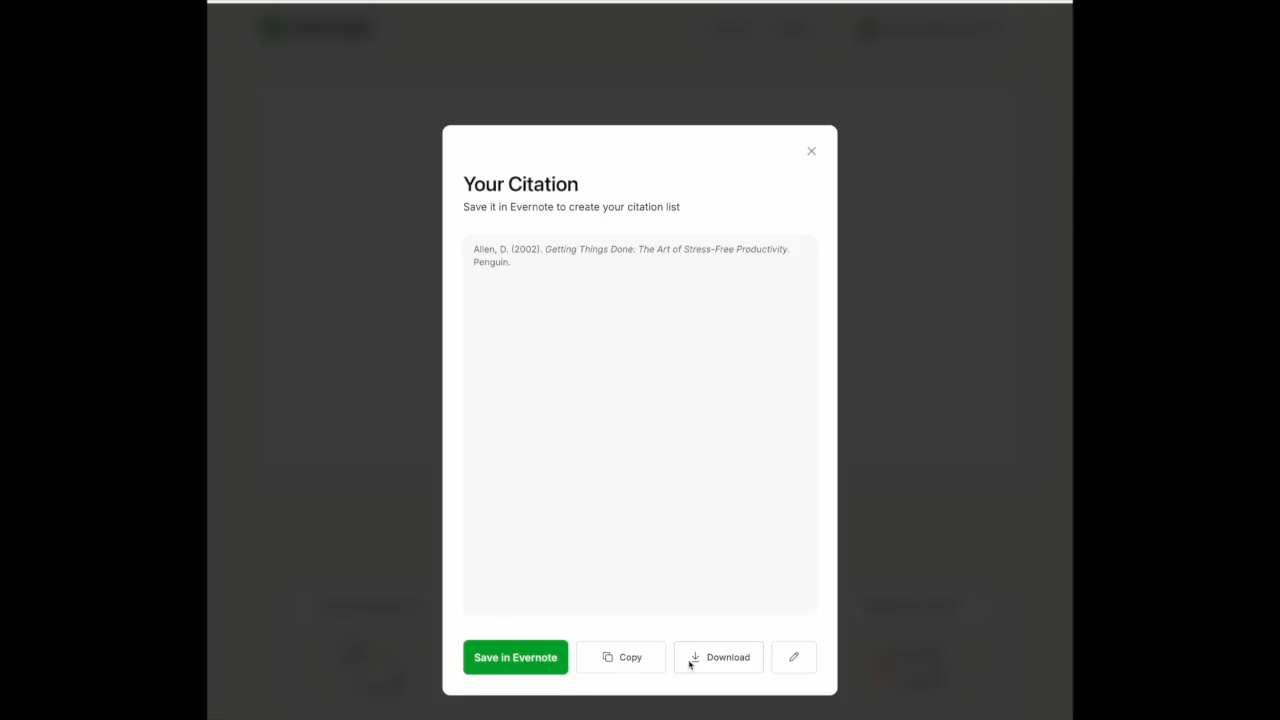 Your Citation
Save it in Evernote to create your citation list
Allen, D. (2002). Getting Things Done: The Art of Stress-Free Productivity.
Penguin.
Save in Evernote
Copy
Download